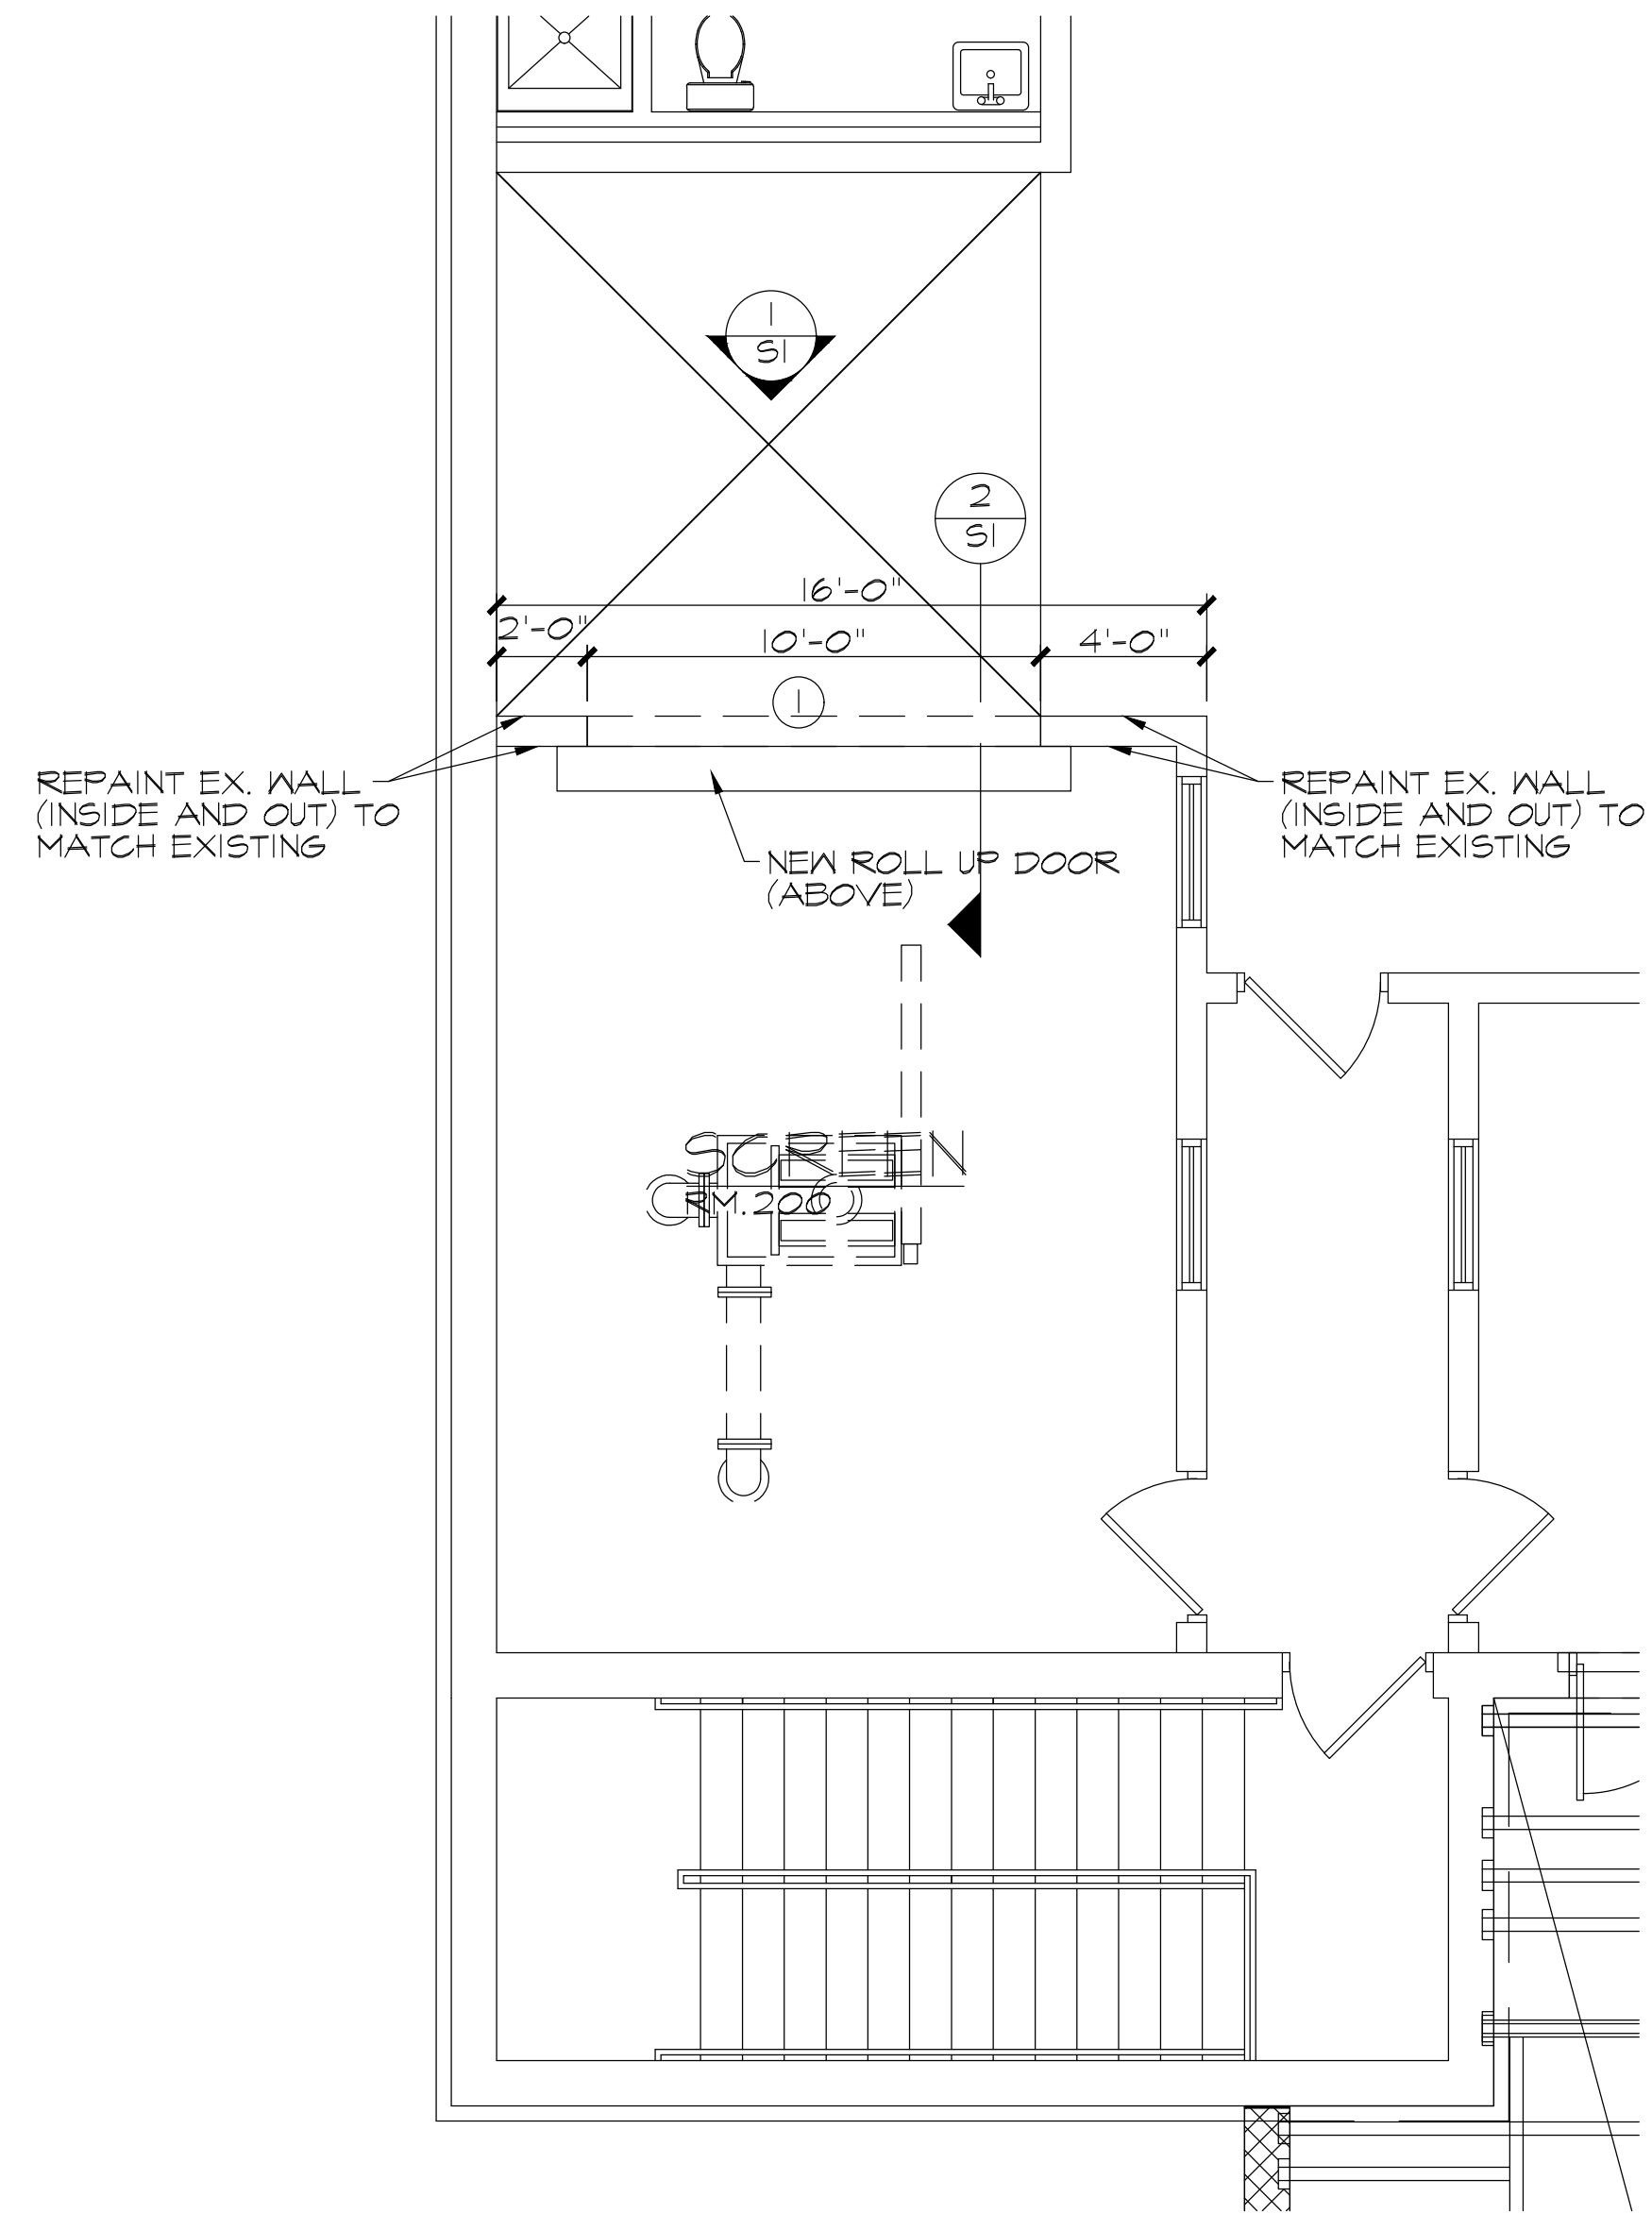 1
S1
2
S1
16'-0"
2'-0"
10'-0"
4'-0"
1
REPAINT EX. WALL
(INSIDE AND OUT) TO
MATCH EXISTING
REPAINT EX. WALL
(INSIDE AND OUT) TO
MATCH EXISTING
NEW ROLL UP DOOR
(ABOVE)
SCREEN
RM. 200